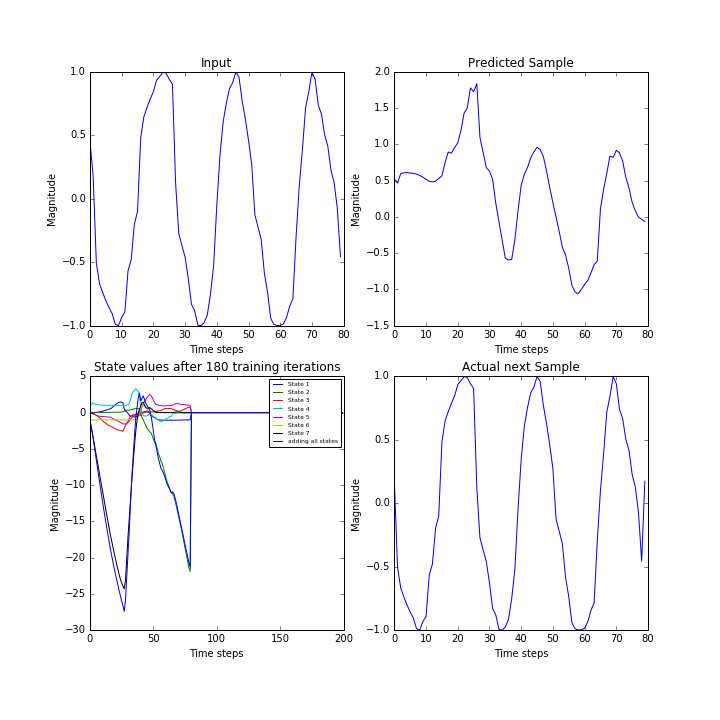 Input
1.0
0.5
0.0
−0.5
−1.0
0 10 20 30 40 50 60 70 80
Magnitude
Time steps
Predicted Sample
2.0
1.5
1.0
0.5
0.0
−0.5
−1.0
−1.5
0 10 20 30 40 50 60 70 80
Magnitude
Time steps
State values after 180 training iterations
5
0
−5
−10
−15
−20
−25
−30
0 50 100 150 200
Magnitude
Time steps
State 1
State 2
State 3
State 4
State 5
State 6
State 7
adding all states
Actual next Sample
1.0
0.5
0.0
−0.5
−1.0
0 10 20 30 40 50 60 70 80
Magnitude
Time steps